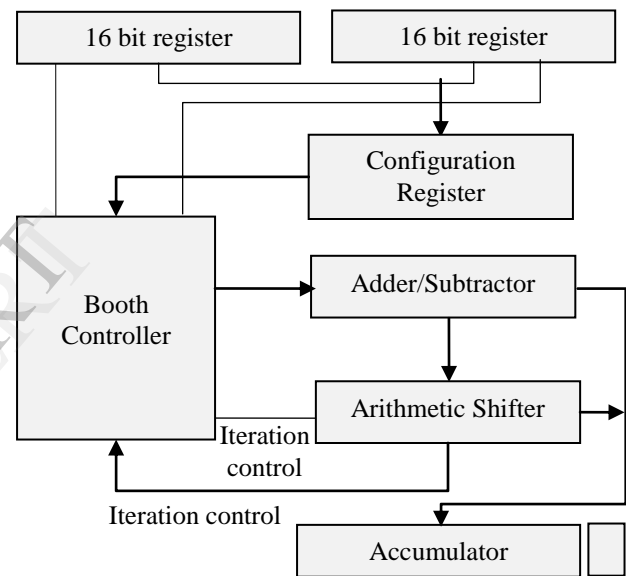 16 bit register
16 bit register
Configuration
Register
Booth
Controller
Adder/Subtractor
Arithmetic Shifter
Iteration
control
Iteration control
Accumulator